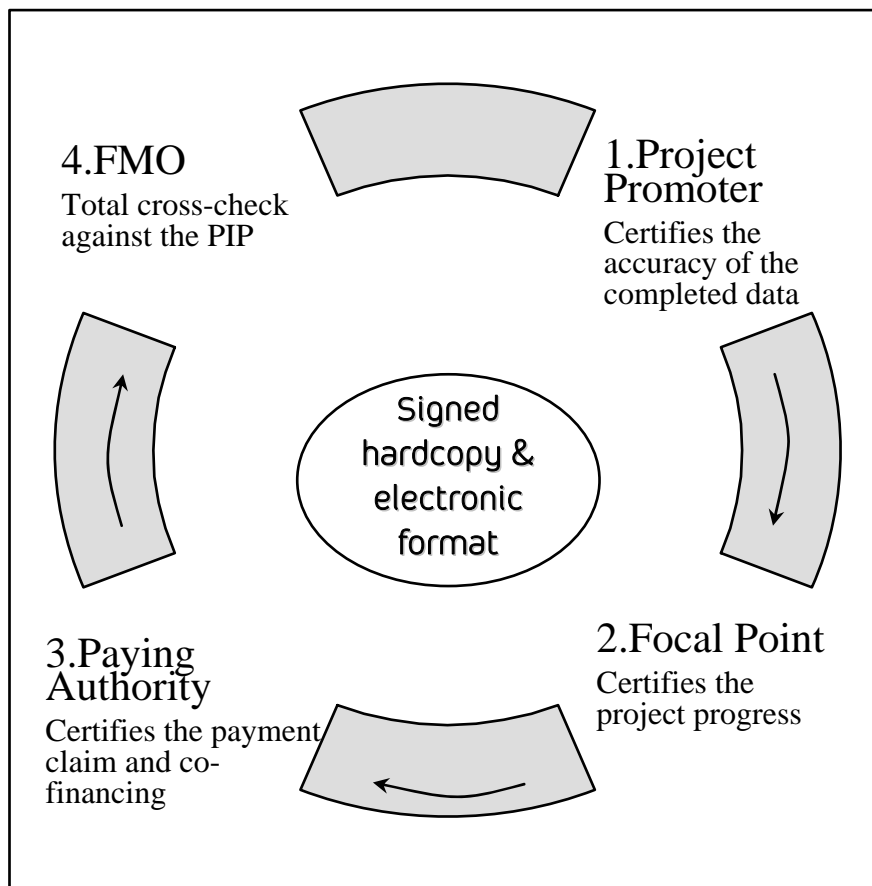 1.Project
Promoter
Certifies the
accuracy of the
completed data
2.Focal Point
Certifies the
project progress
3.Paying
Authority
Certifies the payment
claim and co-
financing
4.FMO
Total cross-check
against the PIP
Signed
hardcopy &
electronic
format